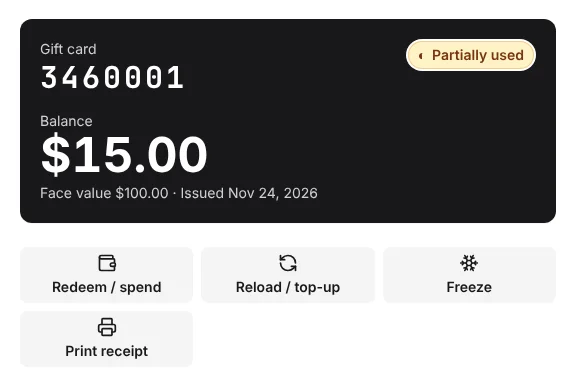 Gift card
Partially used
3460001
Balance
$15.00
Face value $100.00 · Issued Nov 24, 2026
Redeem / spend
Reload / top-up
Freeze
Print receipt